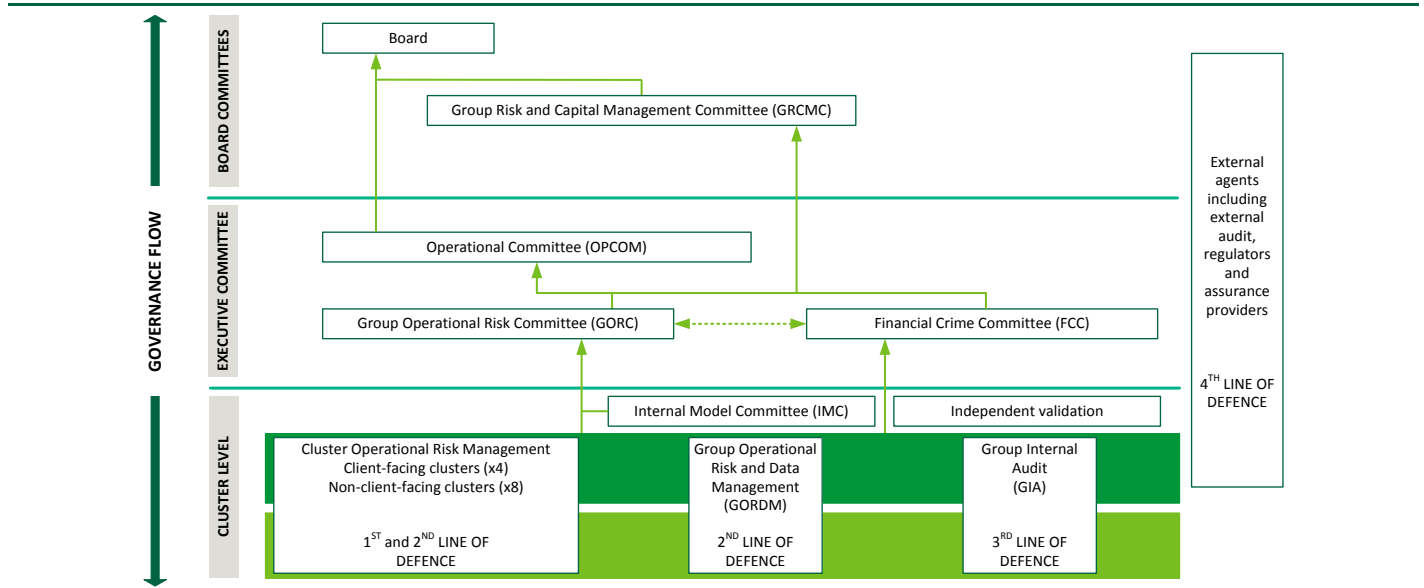 GOVERNANCE FLOW
BOARD COMMITTEES
Board
Group Risk and Capital Management Committee (GRCMC)
EXECUTIVE COMMITTEE
Operational Committee (OPCOM)
Group Operational Risk Committee (GORC)
Financial Crime Committee (FCC)
CLUSTER LEVEL
Internal Model Committee (IMC)
Independent validation
Cluster Operational Risk Management
Client-facing clusters (x4)
Non-client-facing clusters (x8)
1ST and 2ND LINE OF
DEFENCE
Group Operational
Risk and Data
Management
(GORDM)
2ND LINE OF
DEFENCE
Group Internal
Audit
(GIA)
3RD LINE OF
DEFENCE
External
agents
including
external
audit,
regulators
and
assurance
providers
4TH LINE OF
DEFENCE